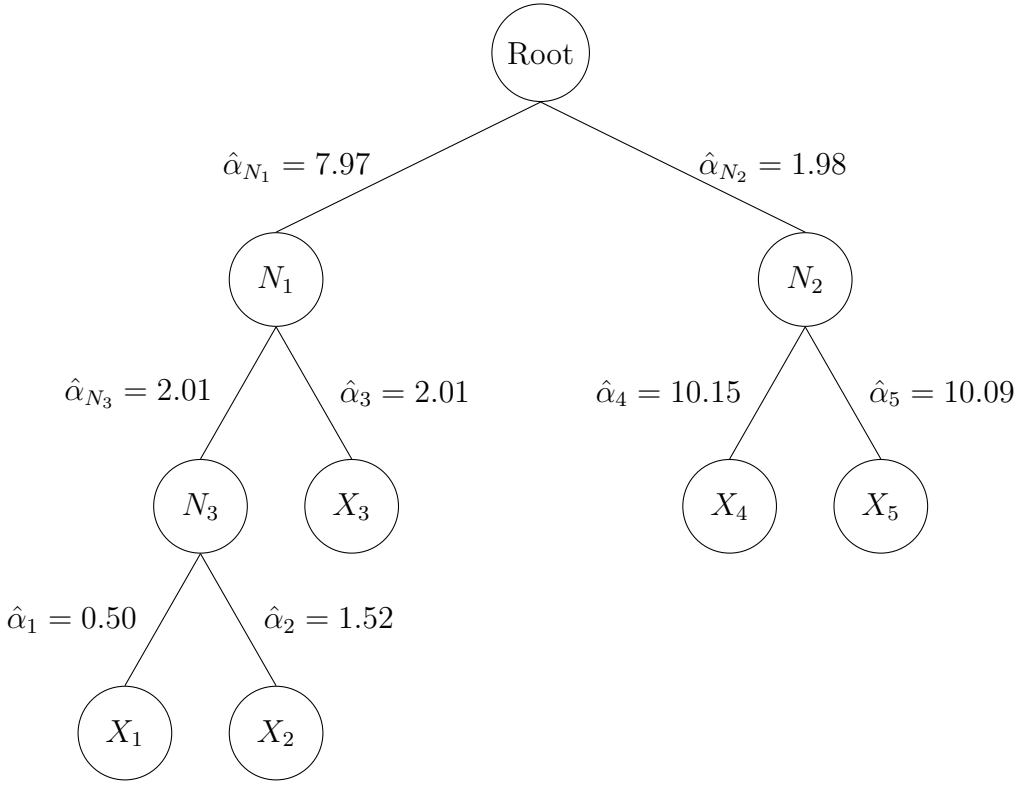 Root
α̂_{N_1} = 7.97
α̂_{N_2} = 1.98
N_1
N_2
α̂_{N_3} = 2.01
α̂_3 = 2.01
α̂_4 = 10.15
α̂_5 = 10.09
N_3
X_3
X_4
X_5
α̂_1 = 0.50
α̂_2 = 1.52
X_1
X_2